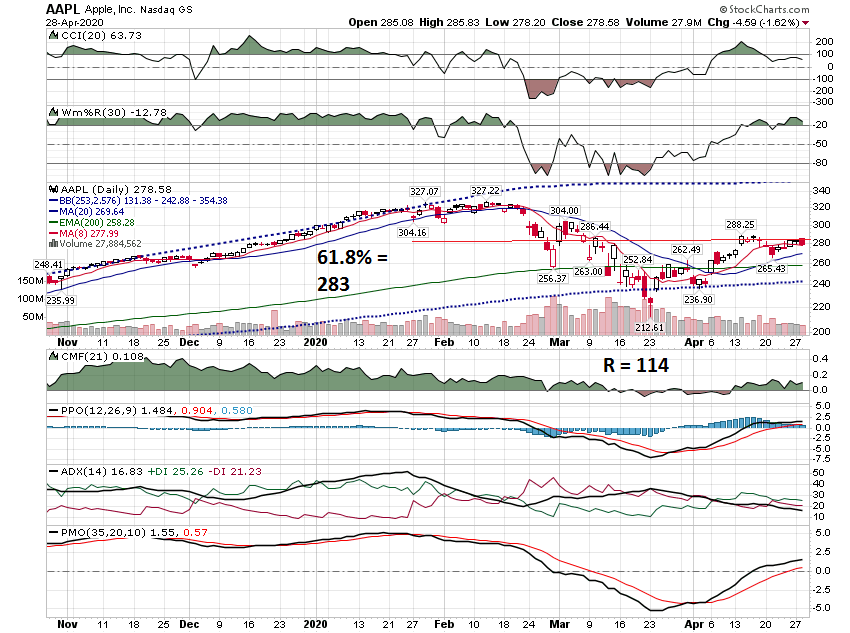 AAPL Apple, Inc. Nasdaq GS © StockCharts.com
28-Apr-2020 Open 285.08 High 285.83 Low 278.20 Close 278.58 Volume 27.9M Chg -4.59 (-1.62%)
CCI(20) 63.73
200
100
0
-100
-200
-300
Wm%R(30) -12.78
-20
-50
-80
AAPL (Daily) 278.58
BB(253,2.576) 131.38 - 242.88 - 354.38
MA(20) 269.64
EMA(200) 258.28
MA(8) 277.99
Volume 27,884,562
340
320
300
280
260
240
220
200
150M
100M
50M
248.41
235.99
304.16
327.07
327.22
256.37
304.00
263.00
286.44
252.84
212.61
262.49
236.90
288.25
265.43
61.8% =
283
Nov 11 18 25 Dec 9 16 23 2020 13 21 27 Feb 10 18 24 Mar 9 16 23 Apr 6 13 20 27
CMF(21) 0.108
R = 114
0.4
0.2
0.0
PPO(12,26,9) 1.484, 0.904, 0.580
5.0
2.5
0.0
-2.5
-5.0
-7.5
ADX(14) 16.83 +DI 25.26 -DI 21.23
50
40
30
20
10
PMO(35,20,10) 1.55, 0.57
5.0
2.5
0.0
-2.5
-5.0
Nov 11 18 25 Dec 9 16 23 2020 13 21 27 Feb 10 18 24 Mar 9 16 23 Apr 6 13 20 27